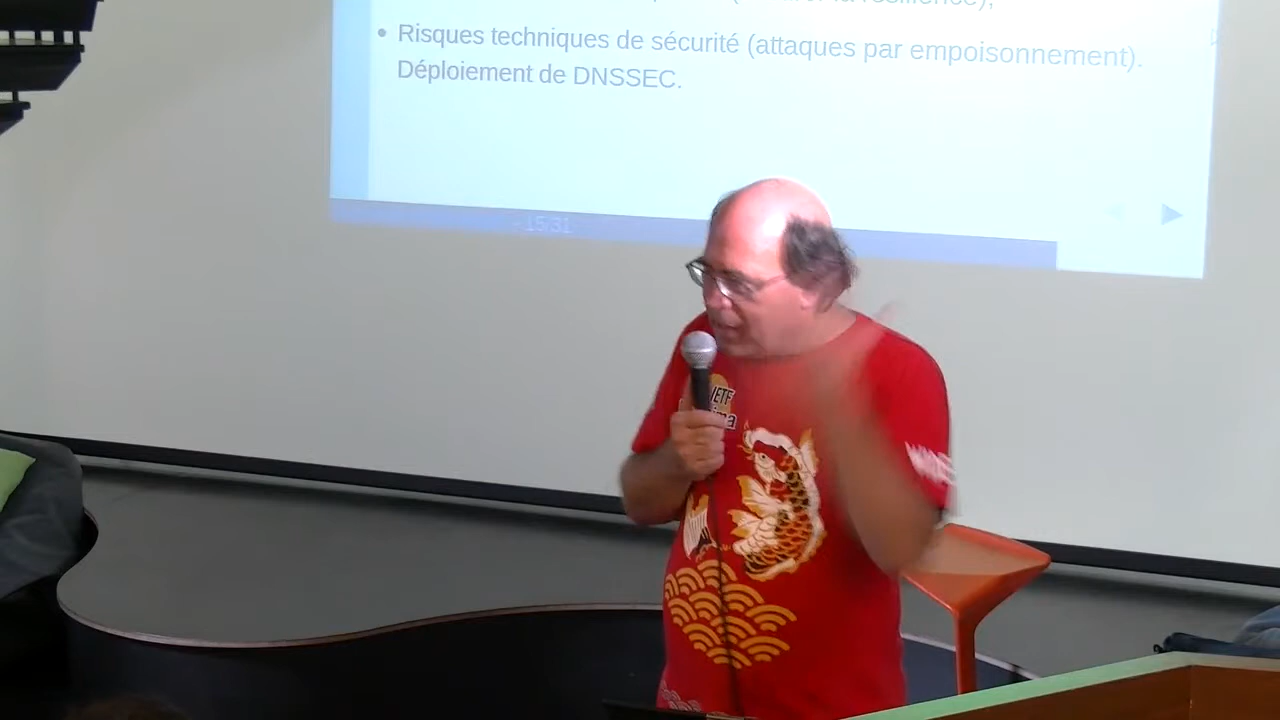 • Risques techniques de sécurité (attaques par empoisonnement).
Déploiement de DNSSEC.
- 15:31
IETF